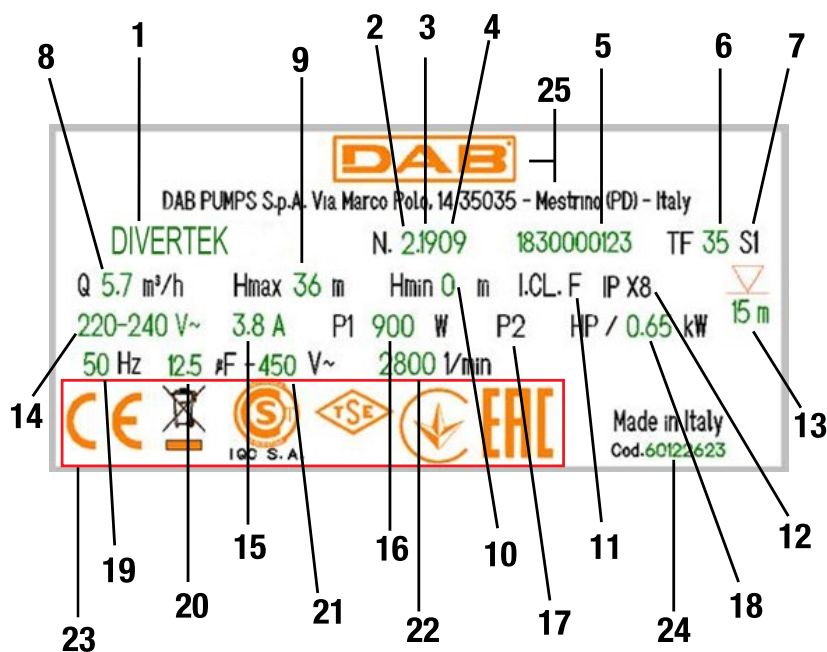 1 2 3 4 5 6 7
8 9 25
DAB
DAB PUMPS S.p.A. Via Marco Polo, 14 35035 - Mestrino (PD) - Italy
DIVERTEK N. 2.1909 1830000123 TF 35 S1
Q 5.7 m³/h Hmax 36 m Hmin 0 m I.CL. F IP X8
220-240 V~ 3.8 A P1 900 W P2 HP / 0.65 kW 15 m
50 Hz 12.5 µF - 450 V~ 2800 1/min
CE S TSE EAC
IQC S.A.
Made in Italy
Cod.60122623
14 13
19 15 16 10 11 12
23 20 21 22 17 24 18